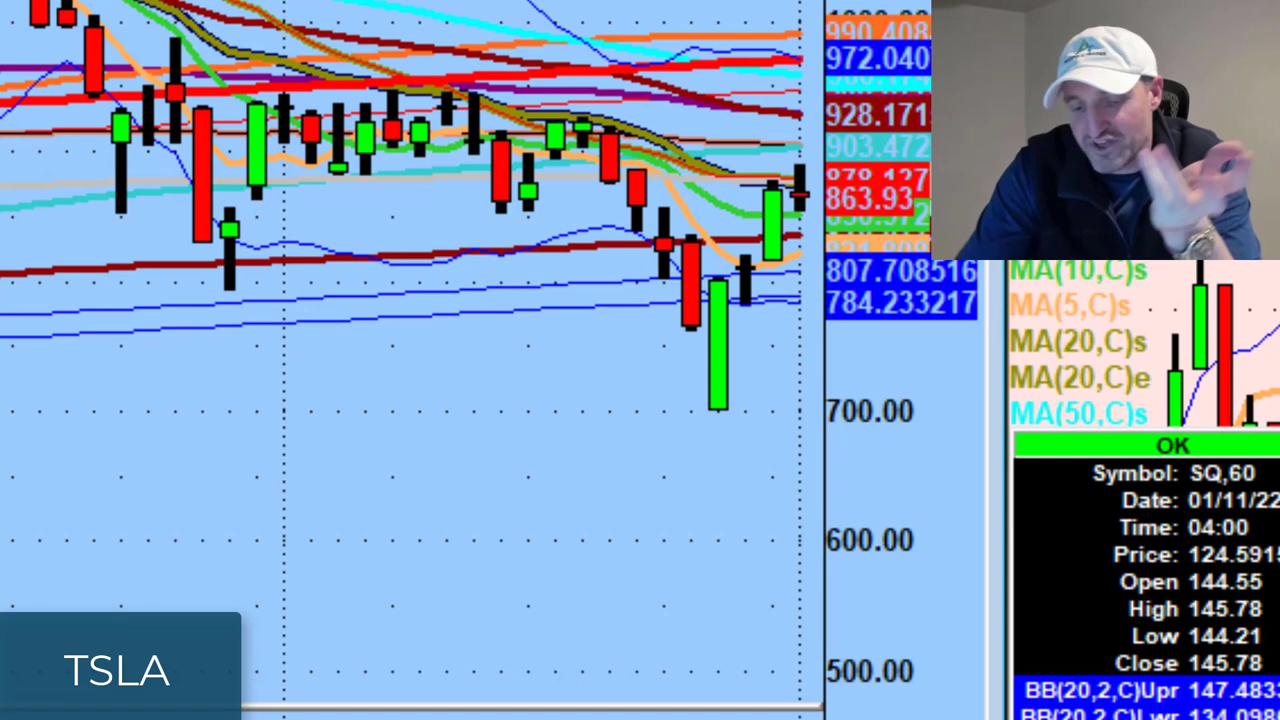 990.408
972.040
928.171
903.472
878.137
863.93
807.708516
784.233217
700.00
600.00
500.00
MA(10,C)s
MA(5,C)s
MA(20,C)s
MA(20,C)e
MA(50,C)s
OK
Symbol: SQ,60
Date: 01/11/22
Time: 04:00
Price: 124.5915
Open 144.55
High 145.78
Low 144.21
Close 145.78
BB(20,2,C)Upr 147.483
TSLA